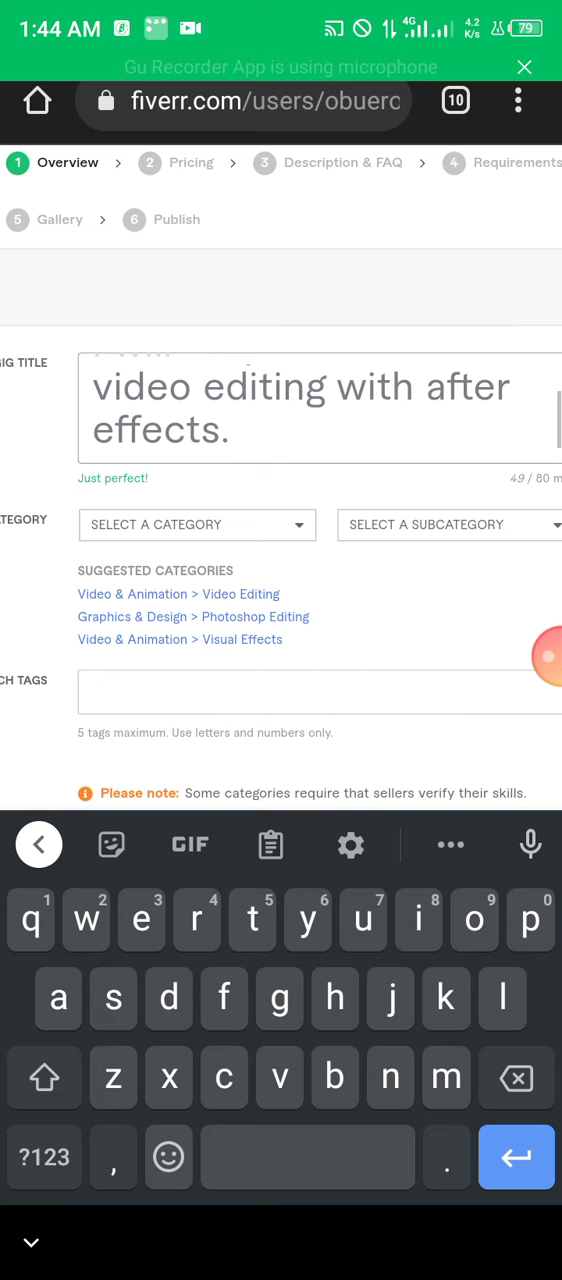 1:44 AM
4G
4.2
K/s
79
Gu Recorder App is using microphone
fiverr.com/users/obuero
10
1 Overview > 2 Pricing > 3 Description & FAQ > 4 Requirements
5 Gallery > 6 Publish
GIG TITLE
video editing with after
effects.
Just perfect!
49 / 80 m
TEGORY
SELECT A CATEGORY
SELECT A SUBCATEGORY
SUGGESTED CATEGORIES
Video & Animation > Video Editing
Graphics & Design > Photoshop Editing
Video & Animation > Visual Effects
CH TAGS
5 tags maximum. Use letters and numbers only.
Please note: Some categories require that sellers verify their skills.
GIF
1 2 3 4 5 6 7 8 9 0
q w e r t y u i o p
a s d f g h j k l
z x c v b n m
?123 , .